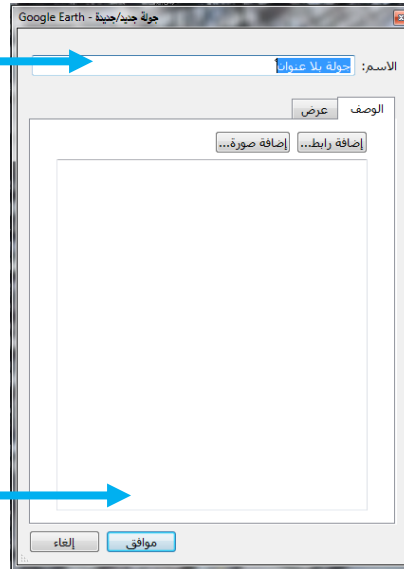 Google Earth - جولة جديد/جديدة
الاسم: جولة بلا عنوان
الوصف عرض
إضافة رابط... إضافة صورة...
موافق إلغاء